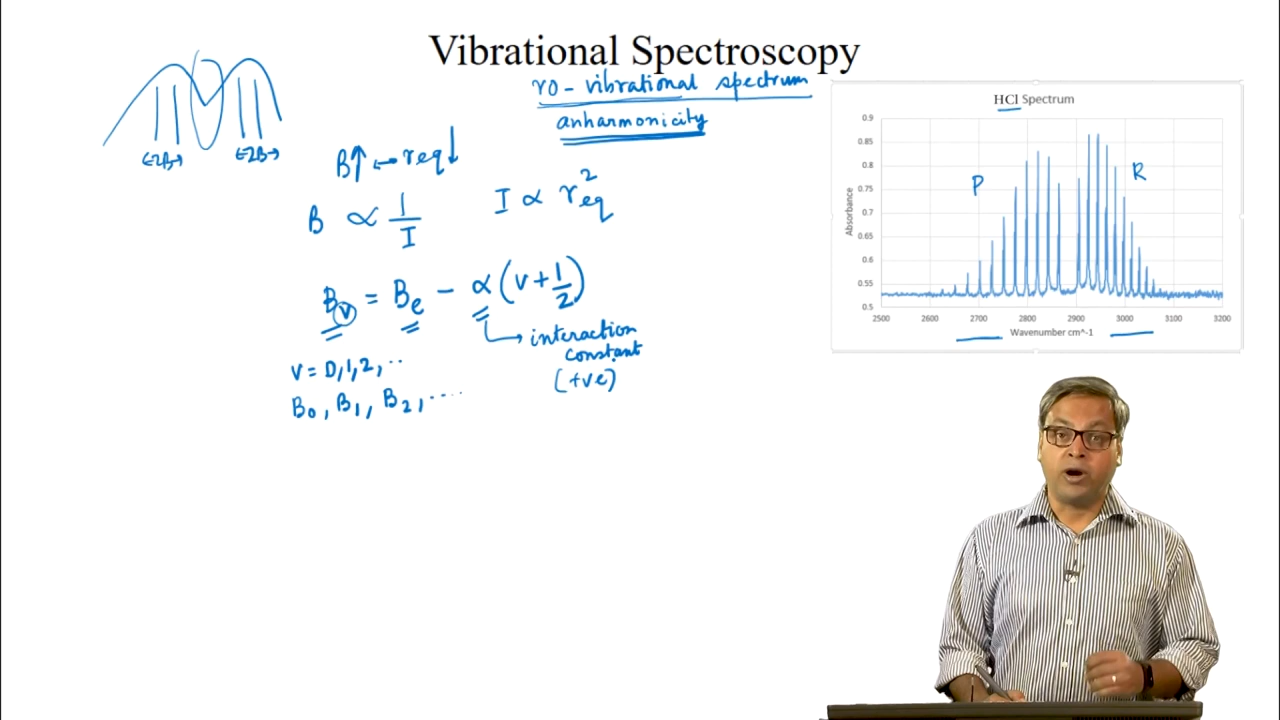 Vibrational Spectroscopy
ro-vibrational spectrum
anharmonicity
←2B→ ←2B→
B↑ ↔ req↓
B ∝ 1/I
I ∝ r²eq
Bv = Be - α(v+1/2)
interaction
constant
(+ve)
v = 0,1,2,..
B0, B1, B2, ....
HCl Spectrum
P
R
Absorbance
0.9
0.85
0.8
0.75
0.7
0.65
0.6
0.55
0.5
2500 2600 2700 2800 2900 3000 3100 3200
Wavenumber cm^-1